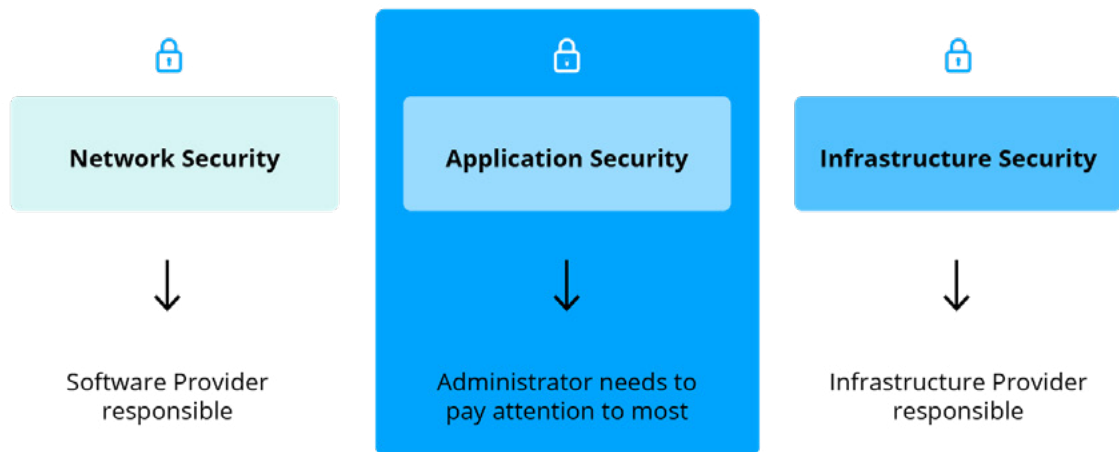 Network Security
Application Security
Infrastructure Security
Software Provider
responsible
Administrator needs to
pay attention to most
Infrastructure Provider
responsible